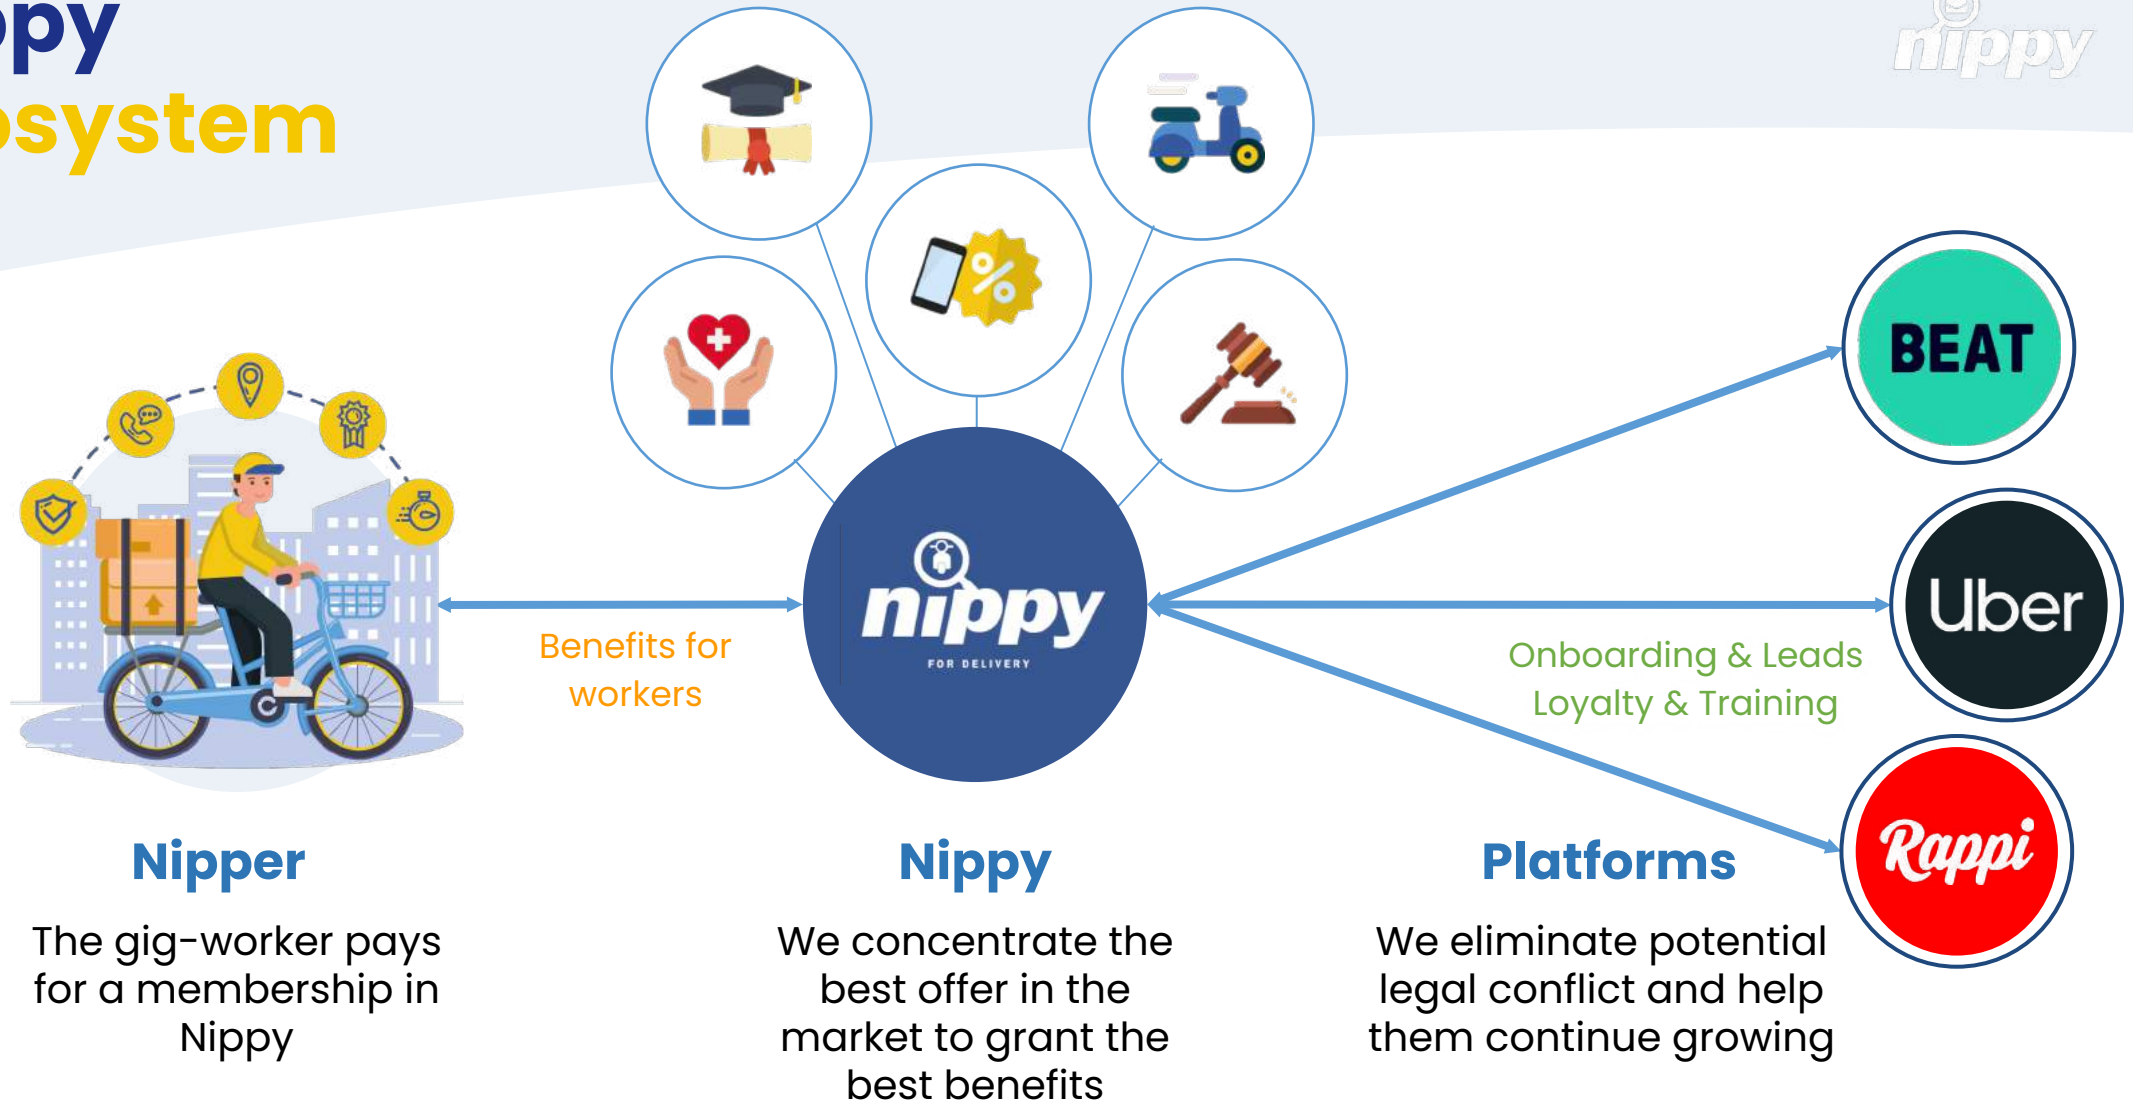 ppy
osystem
nippy
BEAT
Uber
Rappi
nippy
FOR DELIVERY
Benefits for
workers
Onboarding & Leads
Loyalty & Training
Nipper
The gig-worker pays
for a membership in
Nippy
Nippy
We concentrate the
best offer in the
market to grant the
best benefits
Platforms
We eliminate potential
legal conflict and help
them continue growing